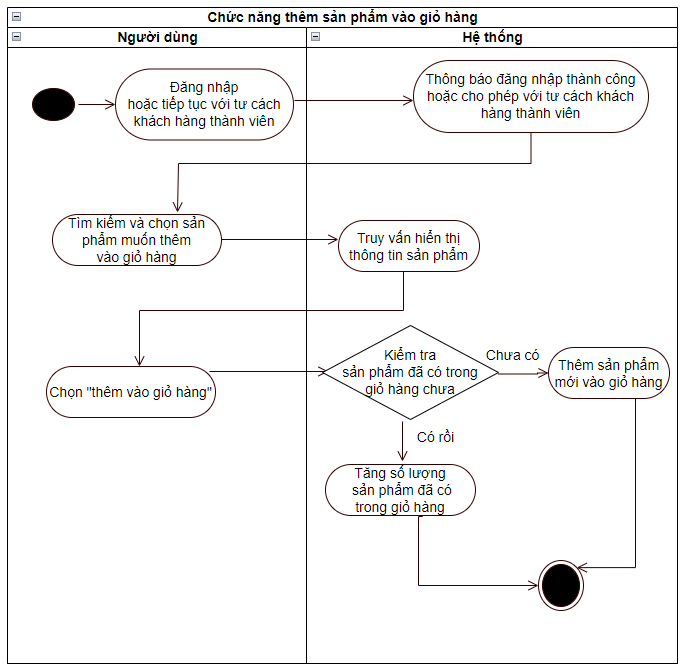 Chức năng thêm sản phẩm vào giỏ hàng
Người dùng
Hệ thống
Đăng nhập
hoặc tiếp tục với tư cách
khách hàng thành viên
Thông báo đăng nhập thành công
hoặc cho phép với tư cách khách
hàng thành viên
Tìm kiếm và chọn sản
phẩm muốn thêm
vào giỏ hàng
Truy vấn hiển thị
thông tin sản phẩm
Chọn "thêm vào giỏ hàng"
Kiểm tra
sản phẩm đã có trong
giỏ hàng chưa
Chưa có
Thêm sản phẩm
mới vào giỏ hàng
Có rồi
Tăng số lượng
sản phẩm đã có
trong giỏ hàng